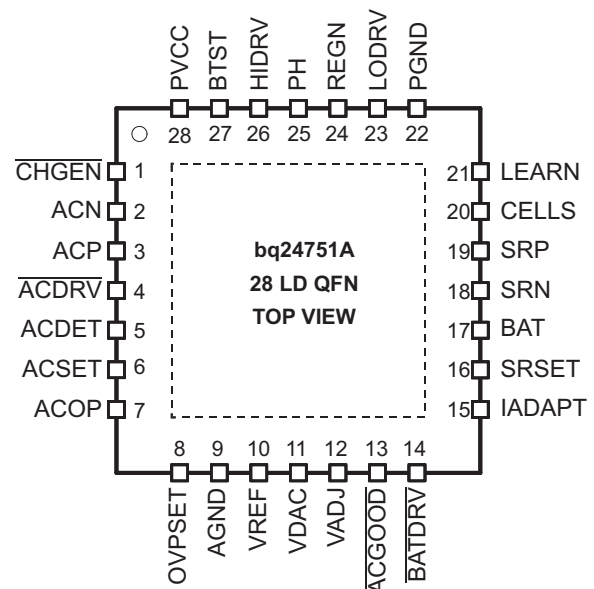 PVCC
BTST
HIDRV
PH
REGN
LODRV
PGND
28
27
26
25
24
23
22
CHGEN 1
ACN 2
ACP 3
ACDRV 4
ACDET 5
ACSET 6
ACOP 7
bq24751A
28 LD QFN
TOP VIEW
21 LEARN
20 CELLS
19 SRP
18 SRN
17 BAT
16 SRSET
15 IADAPT
8
9
10
11
12
13
14
OVPSET
AGND
VREF
VDAC
VADJ
ACGOOD
BATDRV